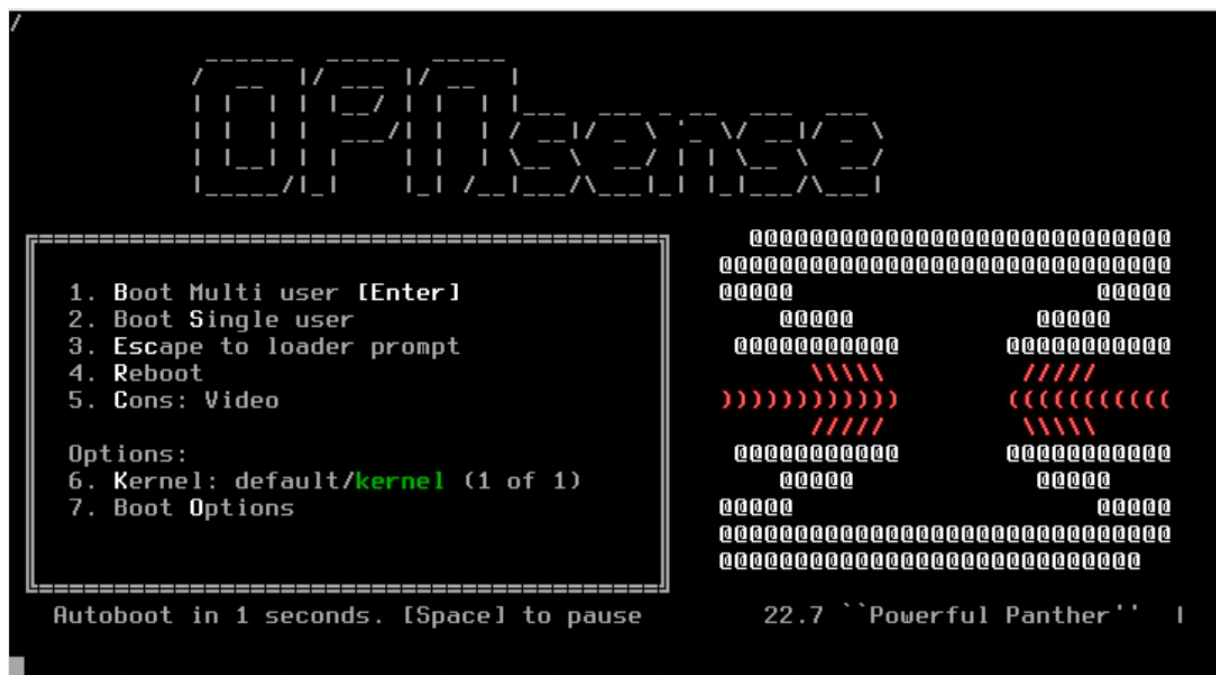 /
OPNsense
1. Boot Multi user [Enter]
2. Boot Single user
3. Escape to loader prompt
4. Reboot
5. Cons: Video
Options:
6. Kernel: default/kernel (1 of 1)
7. Boot Options
Autoboot in 1 seconds. [Space] to pause
22.7 ``Powerful Panther'' |